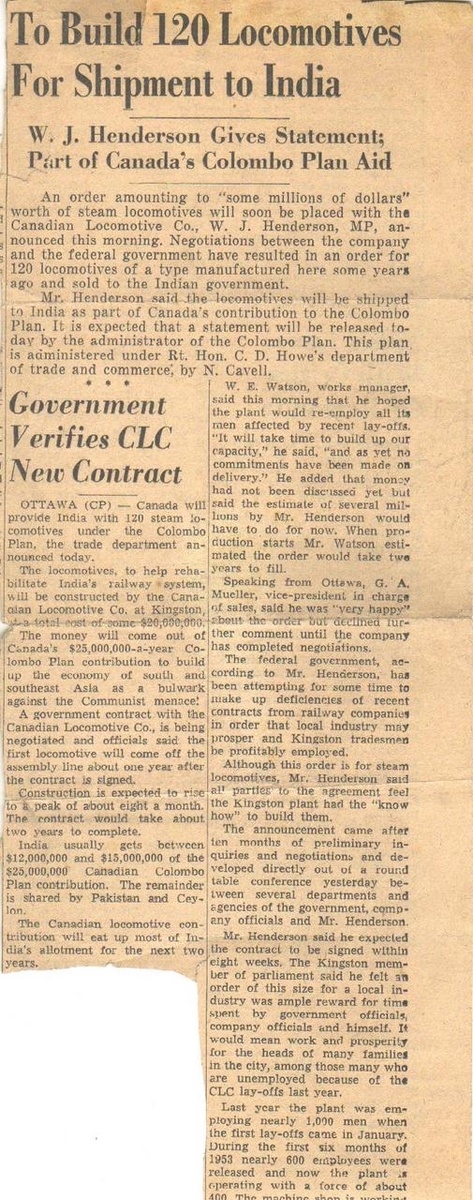 To Build 120 Locomotives
For Shipment to India
W. J. Henderson Gives Statement;
Part of Canada's Colombo Plan Aid
An order amounting to "some millions of dollars"
worth of steam locomotives will soon be placed with the
Canadian Locomotive Co., W. J. Henderson, MP, an-
nounced this morning. Negotiations between the company
and the federal government have resulted in an order for
120 locomotives of a type manufactured here some years
ago and sold to the Indian government.
Mr. Henderson said the locomotives will be shipped
to India as part of Canada's contribution to the Colombo
Plan. It is expected that a statement will be released to-
day by the administrator of the Colombo Plan. This plan
is administered under Rt. Hon. C. D. Howe's department
of trade and commerce, by N. Cavell.
* * *
Government
Verifies CLC
New Contract
OTTAWA (CP) — Canada will
provide India with 120 steam lo-
comotives under the Colombo
Plan, the trade department an-
nounced today.
The locomotives, to help reha-
bilitate India's railway system,
will be constructed by the Cana-
dian Locomotive Co. at Kingston,
at a total cost of some $20,000,000.
The money will come out of
Canada's $25,000,000-a-year Co-
lombo Plan contribution to build
up the economy of south and
southeast Asia as a bulwark
against the Communist menace.
A government contract with the
Canadian Locomotive Co., is being
negotiated and officials said the
first locomotive will come off the
assembly line about one year after
the contract is signed.
Construction is expected to rise
to a peak of about eight a month.
The contract would take about
two years to complete.
India usually gets between
$12,000,000 and $15,000,000 of the
$25,000,000 Canadian Colombo
Plan contribution. The remainder
is shared by Pakistan and Cey-
lon.
The Canadian locomotive con-
tribution will eat up most of In-
dia's allotment for the next two
years.
W. E. Watson, works manager,
said this morning that he hoped
the plant would re-employ all its
men affected by recent lay-offs.
"It will take time to build up our
capacity," he said, "and as yet no
commitments have been made on
delivery." He added that money
had not been discussed yet but
said the estimate of several mil-
lions by Mr. Henderson would
have to do for now. When pro-
duction starts Mr. Watson esti-
mated the order would take two
years to fill.
Speaking from Ottawa, G. A.
Mueller, vice-president in charge
of sales, said he was "very happy"
about the order but declined fur-
ther comment until the company
has completed negotiations.
The federal government, ac-
cording to Mr. Henderson, has
been attempting for some time to
make up deficiencies of recent
contracts from railway companies
in order that local industry may
prosper and Kingston tradesmen
be profitably employed.
Although this order is for steam
locomotives, Mr. Henderson said
all parties to the agreement feel
the Kingston plant had the "know
how" to build them.
The announcement came after
ten months of preliminary in-
quiries and negotiations and de-
veloped directly out of a round
table conference yesterday be-
tween several departments and
agencies of the government, comp-
any officials and Mr. Henderson.
Mr. Henderson said he expected
the contract to be signed within
eight weeks. The Kingston mem-
ber of parliament said he felt an
order of this size for a local in-
dustry was ample reward for time
spent by government officials,
company officials and himself. It
would mean work and prosperity
for the heads of many families
in the city, among those many who
are unemployed because of the
CLC lay-offs last year.
Last year the plant was em-
ploying nearly 1,000 men when
the first lay-offs came in January.
During the first six months of
1953 nearly 600 employees were
released and now the plant is
operating with a force of about
400. The machine shop is working